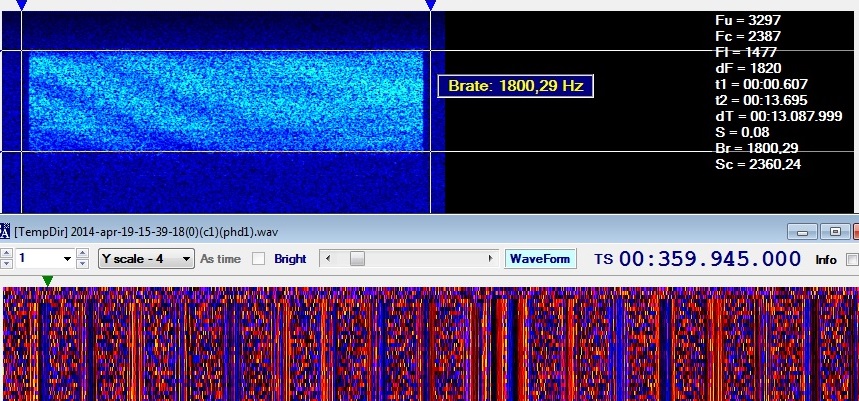 Fu = 3297
Fc = 2387
Fl = 1477
dF = 1820
t1 = 00:00.607
t2 = 00:13.695
dT = 00:13.087.999
S = 0,08
Br = 1800,29
Sc = 2360,24
Brate: 1800,29 Hz
[TempDir] 2014-apr-19-15-39-18(0)(c1)(phd1).wav
1 Y scale - 4 As time Bright WaveForm TS 00:359.945.000 Info